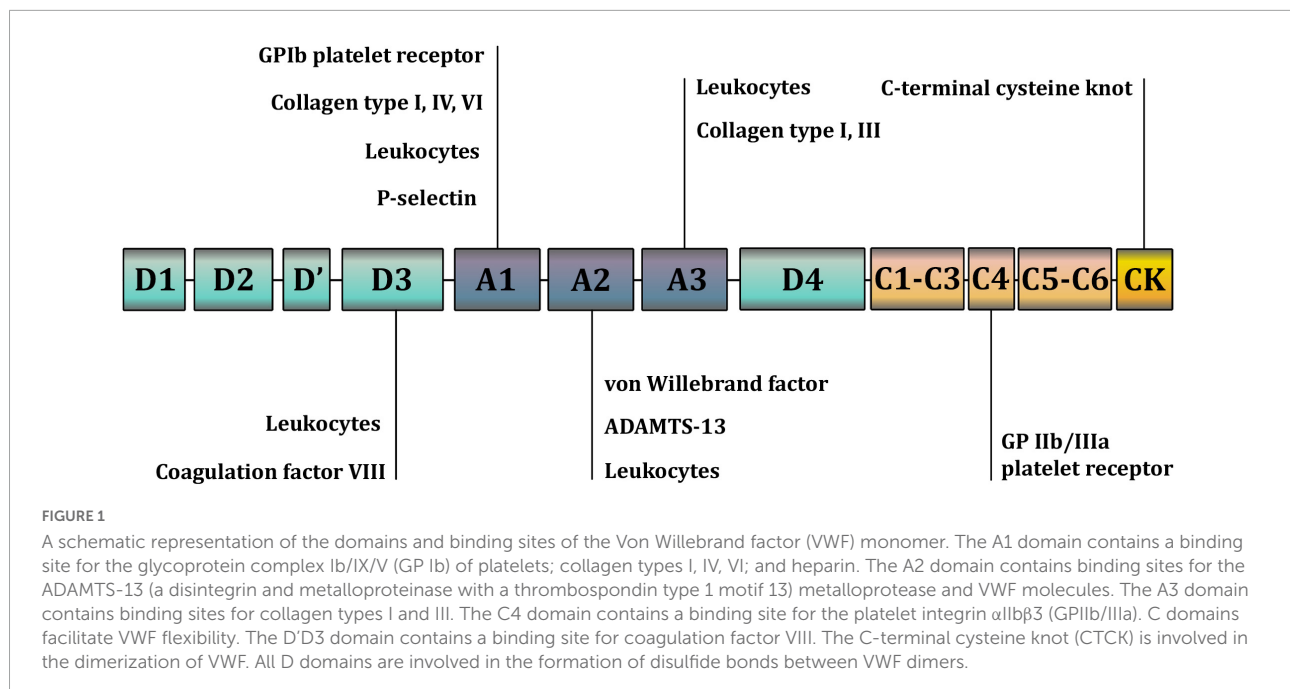 GPIb platelet receptor
Collagen type I, IV, VI
Leukocytes
P-selectin
Leukocytes
Collagen type I, III
C-terminal cysteine knot
D1 D2 D' D3 A1 A2 A3 D4 C1-C3 C4 C5-C6 CK
Leukocytes
Coagulation factor VIII
von Willebrand factor
ADAMTS-13
Leukocytes
GP IIb/IIIa
platelet receptor
FIGURE 1
A schematic representation of the domains and binding sites of the Von Willebrand factor (VWF) monomer. The A1 domain contains a binding
site for the glycoprotein complex Ib/IX/V (GP Ib) of platelets; collagen types I, IV, VI; and heparin. The A2 domain contains binding sites for the
ADAMTS-13 (a disintegrin and metalloproteinase with a thrombospondin type 1 motif 13) metalloprotease and VWF molecules. The A3 domain
contains binding sites for collagen types I and III. The C4 domain contains a binding site for the platelet integrin αIIbβ3 (GPIIb/IIIa). C domains
facilitate VWF flexibility. The D'D3 domain contains a binding site for coagulation factor VIII. The C-terminal cysteine knot (CTCK) is involved in
the dimerization of VWF. All D domains are involved in the formation of disulfide bonds between VWF dimers.